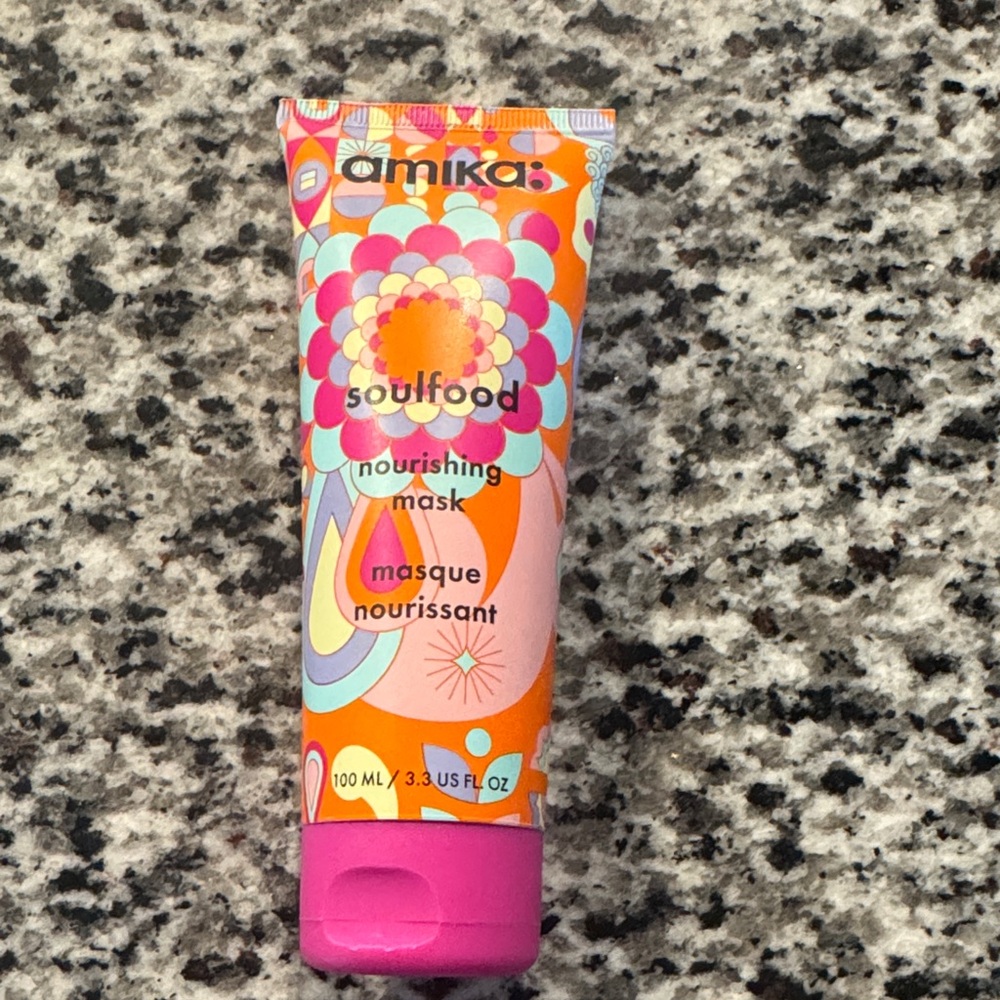 amika:
soulfood
nourishing
mask
masque
nourissant
100 ML / 3.3 US FL. OZ